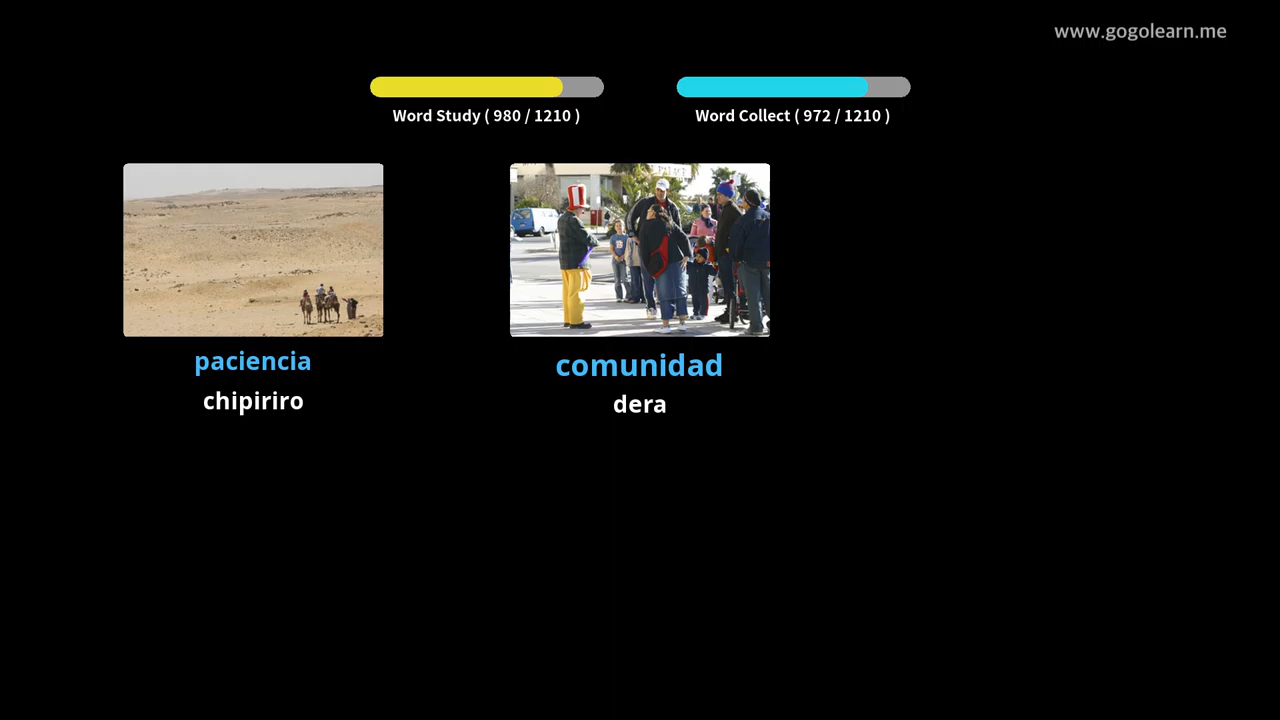 www.gogolearn.me
Word Study ( 980 / 1210 )
Word Collect ( 972 / 1210 )
paciencia
chipiriro
comunidad
dera